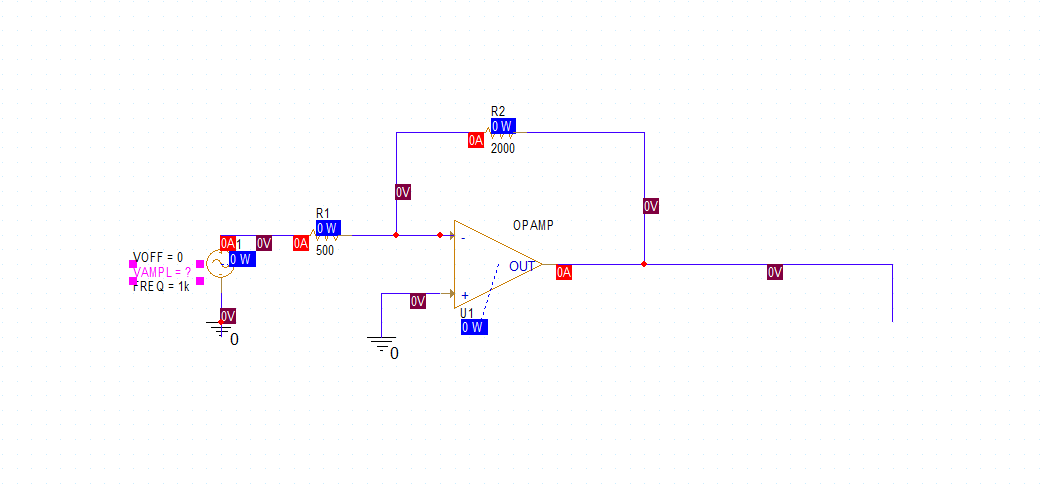 R2
0 W
0A
2000
0V
0V
R1
0 W
500
0A
1
0V
0A
0 W
VOFF = 0
VAMPL = ?
FREQ = 1k
0V
0
OPAMP
-
OUT
+
0A
0V
0V
U1
0 W
0